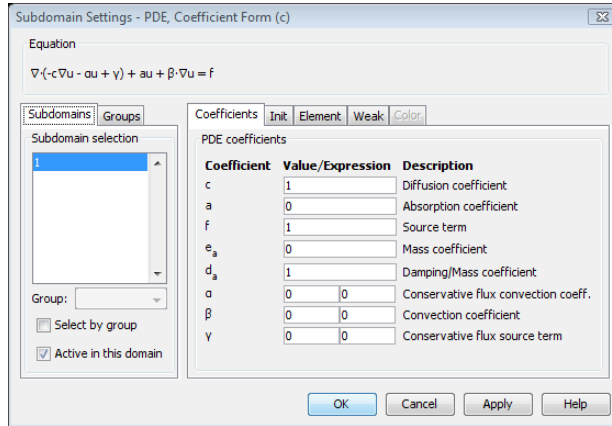 Subdomain Settings - PDE, Coefficient Form (c)
Equation
∇·(-c∇u - αu + γ) + au + β·∇u = f
Subdomains Groups
Subdomain selection
1
Group:
Select by group
Active in this domain
Coefficients Init Element Weak Color
PDE coefficients
Coefficient Value/Expression Description
c 1 Diffusion coefficient
a 0 Absorption coefficient
f 1 Source term
eₐ 0 Mass coefficient
dₐ 1 Damping/Mass coefficient
α 0 0 Conservative flux convection coeff.
β 0 0 Convection coefficient
γ 0 0 Conservative flux source term
OK Cancel Apply Help